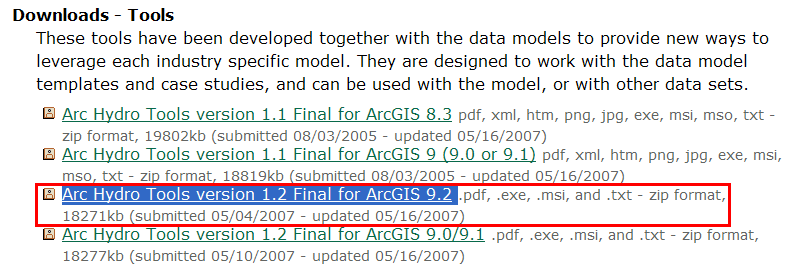 Downloads - Tools
These tools have been developed together with the data models to provide new ways to
leverage each industry specific model. They are designed to work with the data model
templates and case studies, and can be used with the model, or with other data sets.
Arc Hydro Tools version 1.1 Final for ArcGIS 8.3 pdf, xml, htm, png, jpg, exe, msi, mso, txt -
zip format, 19802kb (submitted 08/03/2005 - updated 05/16/2007)
Arc Hydro Tools version 1.1 Final for ArcGIS 9 (9.0 or 9.1) pdf, xml, htm, png, jpg, exe, msi,
mso, txt - zip format, 18819kb (submitted 08/03/2005 - updated 05/16/2007)
Arc Hydro Tools version 1.2 Final for ArcGIS 9.2 .pdf, .exe, .msi, and .txt - zip format,
18271kb (submitted 05/04/2007 - updated 05/16/2007)
Arc Hydro Tools version 1.2 Final for ArcGIS 9.0/9.1 .pdf, .exe, .msi, and .txt - zip format,
18277kb (submitted 05/10/2007 - updated 05/16/2007)